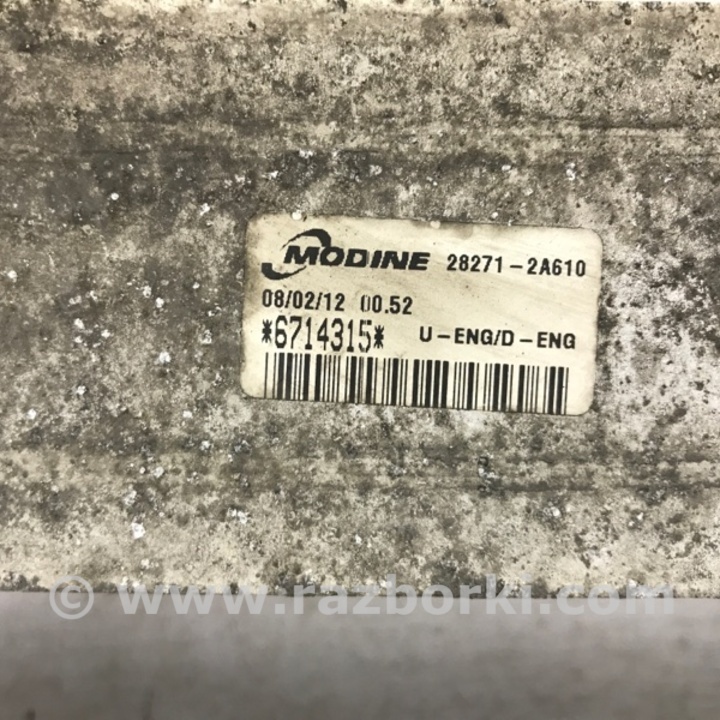 MODINE 28271-2A610
08/02/12 00.52
*6714315* U-ENG/D-ENG
© www.razborki.com